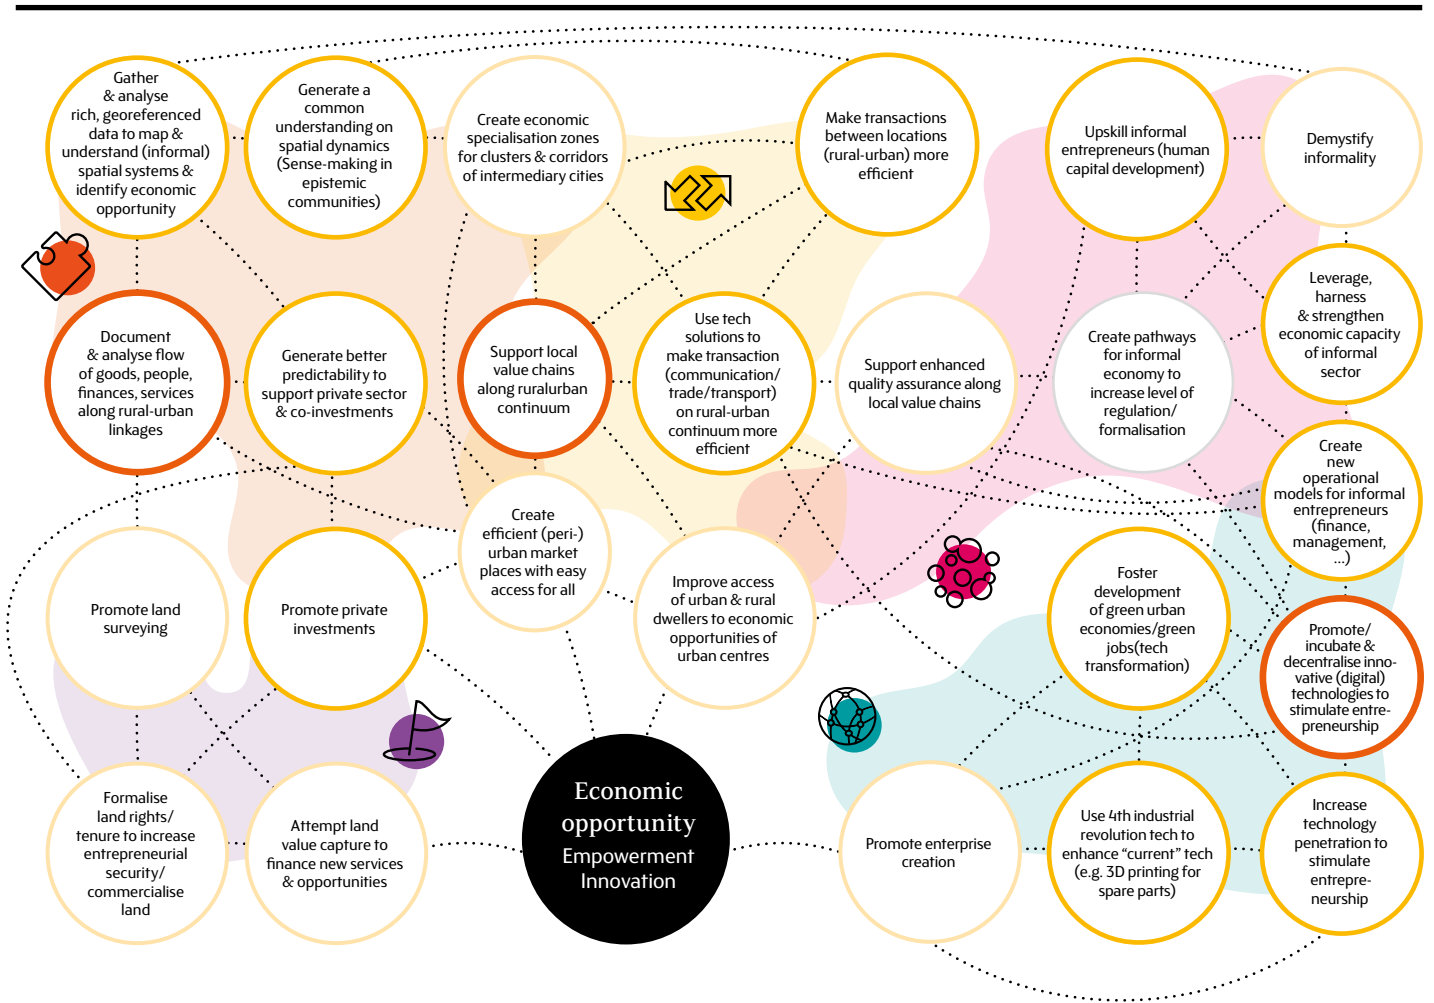 Gather
& analyse
rich, georeferenced
data to map &
understand (informal)
spatial systems &
identify economic
opportunity
Generate a
common
understanding on
spatial dynamics
(Sense-making in
epistemic
communities)
Create economic
specialisation zones
for clusters & corridors
of intermediary cities
Make transactions
between locations
(rural-urban) more
efficient
Upskill informal
entrepreneurs (human
capital development)
Demystify
informality
Document
& analyse flow
of goods, people,
finances, services
along rural-urban
linkages
Generate better
predictability to
support private sector
& co-investments
Support local
value chains
along ruralurban
continuum
Use tech
solutions to
make transaction
(communication/
trade/transport)
on rural-urban
continuum more
efficient
Support enhanced
quality assurance along
local value chains
Create pathways
for informal
economy to
increase level of
regulation/
formalisation
Leverage,
harness
& strengthen
economic capacity
of informal
sector
Create
new
operational
models for informal
entrepreneurs
(finance,
management,
...)
Promote land
surveying
Promote private
investments
Create
efficient (peri-)
urban market
places with easy
access for all
Improve access
of urban & rural
dwellers to economic
opportunities of
urban centres
Foster
development
of green urban
economies/green
jobs(tech
transformation)
Promote/
incubate &
decentralise inno-
vative (digital)
technologies to
stimulate entre-
preneurship
Formalise
land rights/
tenure to increase
entrepreneurial
security/
commercialise
land
Attempt land
value capture to
finance new services
& opportunities
Economic
opportunity
Empowerment
Innovation
Promote enterprise
creation
Use 4th industrial
revolution tech to
enhance “current” tech
(e.g. 3D printing for
spare parts)
Increase
technology
penetration to
stimulate
entrepre-
neurship